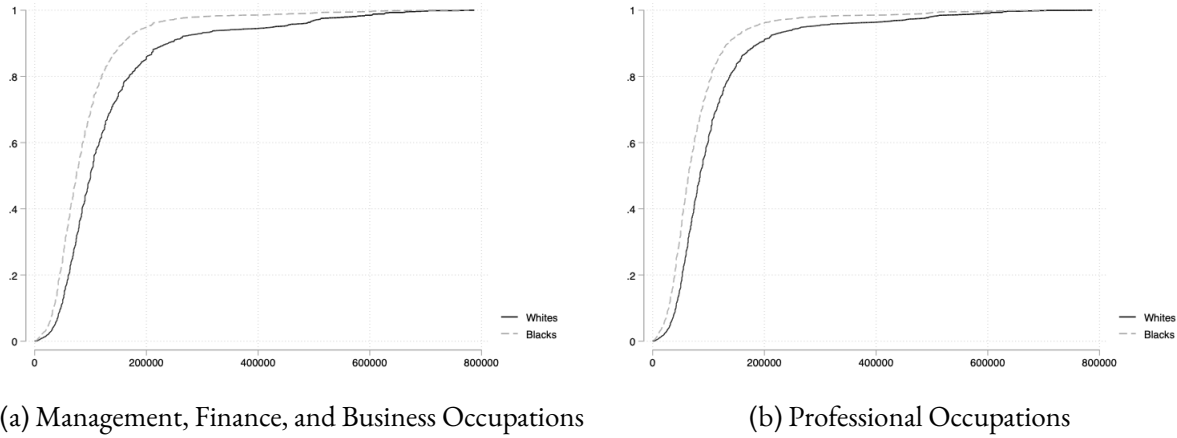 1
.8
.6
.4
.2
0
0 200000 400000 600000 800000
Whites
Blacks
(a) Management, Finance, and Business Occupations
1
.8
.6
.4
.2
0
0 200000 400000 600000 800000
Whites
Blacks
(b) Professional Occupations